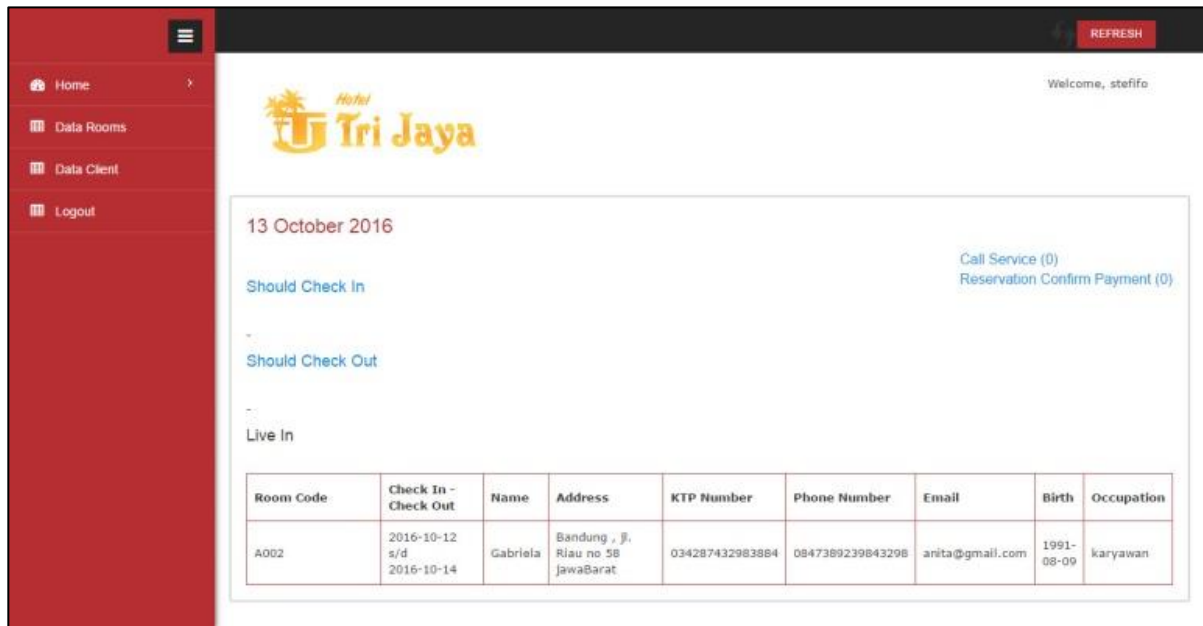 REFRESH
Home
Data Rooms
Data Client
Logout
Welcome, stefifo
Hotel
Tri Jaya
13 October 2016
Call Service (0)
Reservation Confirm Payment (0)
Should Check In
-
Should Check Out
-
Live In
Room Code Check In - Check Out Name Address KTP Number Phone Number Email Birth Occupation
A002 2016-10-12 s/d 2016-10-14 Gabriela Bandung , jl. Riau no 58 JawaBarat 034287432983884 0847389239843298 anita@gmail.com 1991-08-09 karyawan